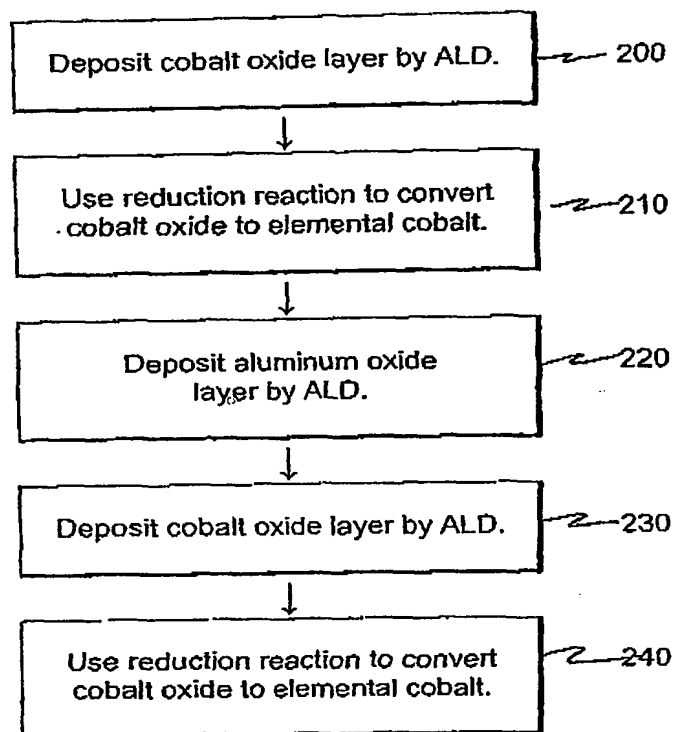 Deposit cobalt oxide layer by ALD.
200
Use reduction reaction to convert
cobalt oxide to elemental cobalt.
210
Deposit aluminum oxide
layer by ALD.
220
Deposit cobalt oxide layer by ALD.
230
Use reduction reaction to convert
cobalt oxide to elemental cobalt.
240